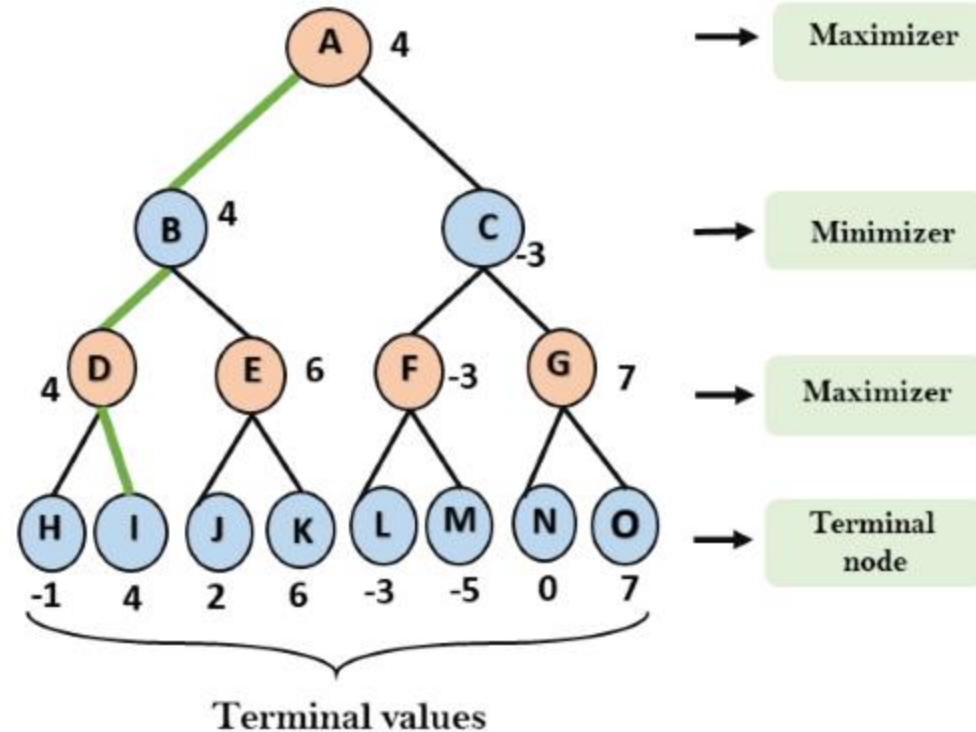 A 4 Maximizer
B 4 C -3 Minimizer
D 4 E 6 F -3 G 7 Maximizer
H I J K L M N O Terminal
node
-1 4 2 6 -3 -5 0 7
Terminal values